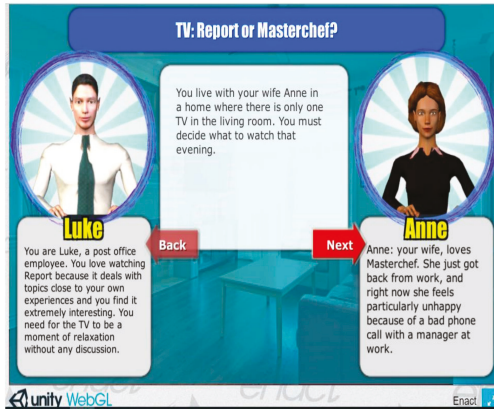 TV: Report or Masterchef?
You live with your wife Anne in
a home where there is only one
TV in the living room. You must
decide what to watch that
evening.
Luke
You are Luke, a post office
employee. You love watching
Report because it deals with
topics close to your own
experiences and you find it
extremely interesting. You
need for the TV to be a
moment of relaxation
without any discussion.
Back
Next
Anne
Anne: your wife, loves
Masterchef. She just got
back from work, and
right now she feels
particularly unhappy
because of a bad phone
call with a manager at
work.
enact
unity WebGL
Enact